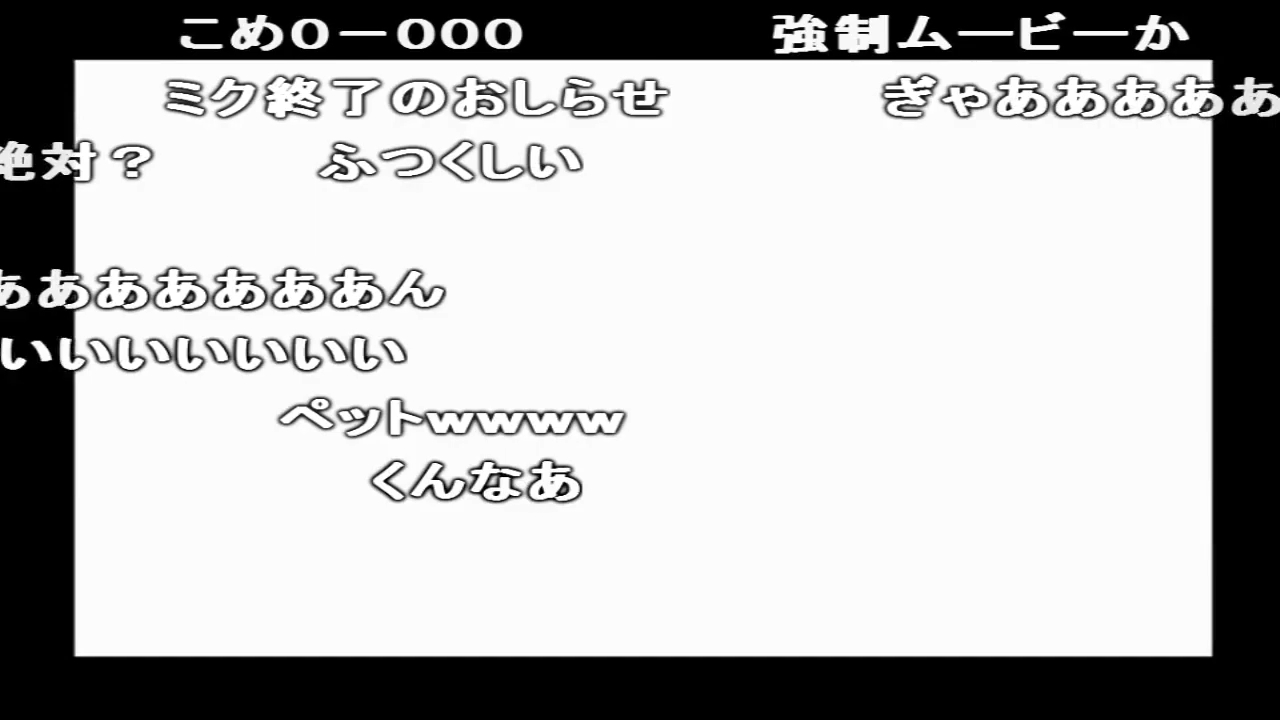 こめ０－０００ 強制ムービーか
ミク終了のおしらせ ぎゃあああああ
絶対？ ふつくしい
あああああああん
いいいいいいい
ペットｗｗｗｗ
くんなあ